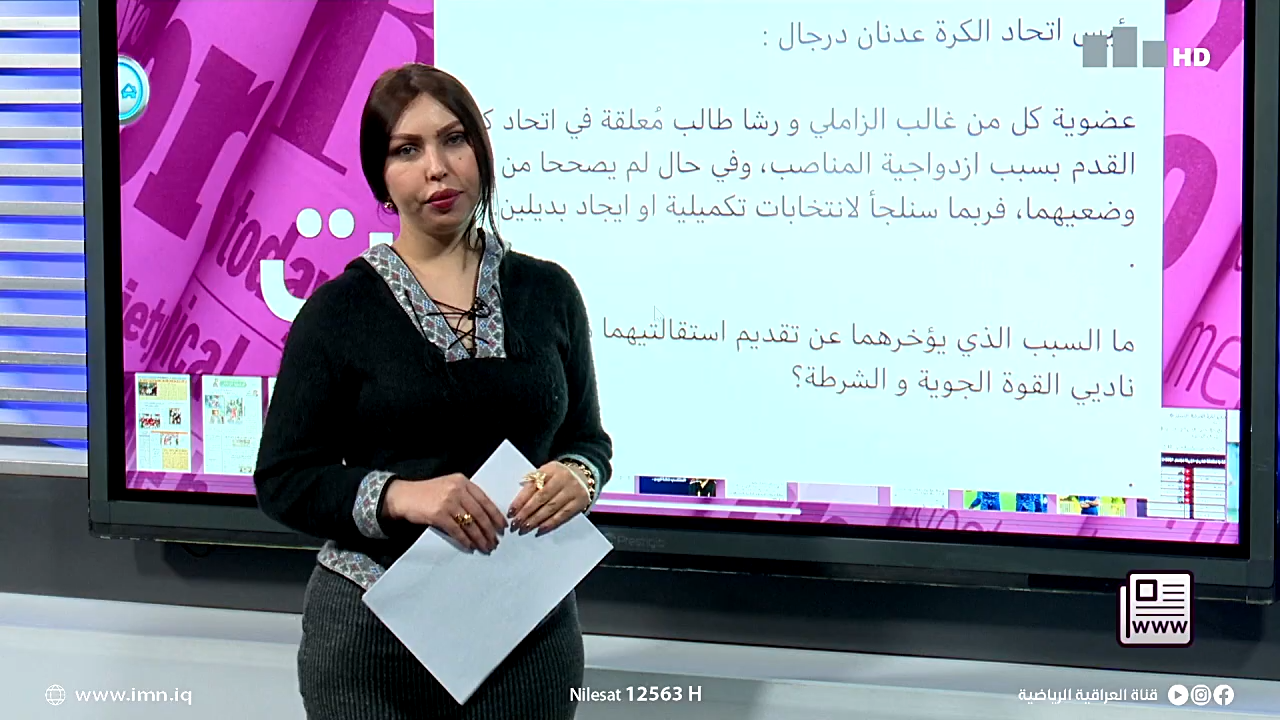 اتحاد الكرة عدنان درجال :
عضوية كل من غالب الزاملي و رشا طالب مُعلقة في اتحاد
القدم بسبب ازدواجية المناصب، وفي حال لم يصححا من
وضعيهما، فربما سنلجأ لانتخابات تكميلية او ايجاد بديلين
.
ما السبب الذي يؤخرهما عن تقديم استقالتيهما
ناديي القوة الجوية و الشرطة؟
.
HD
today
Prestigio
www
www.imn.iq
Nilesat 12563 H
قناة العراقية الرياضية